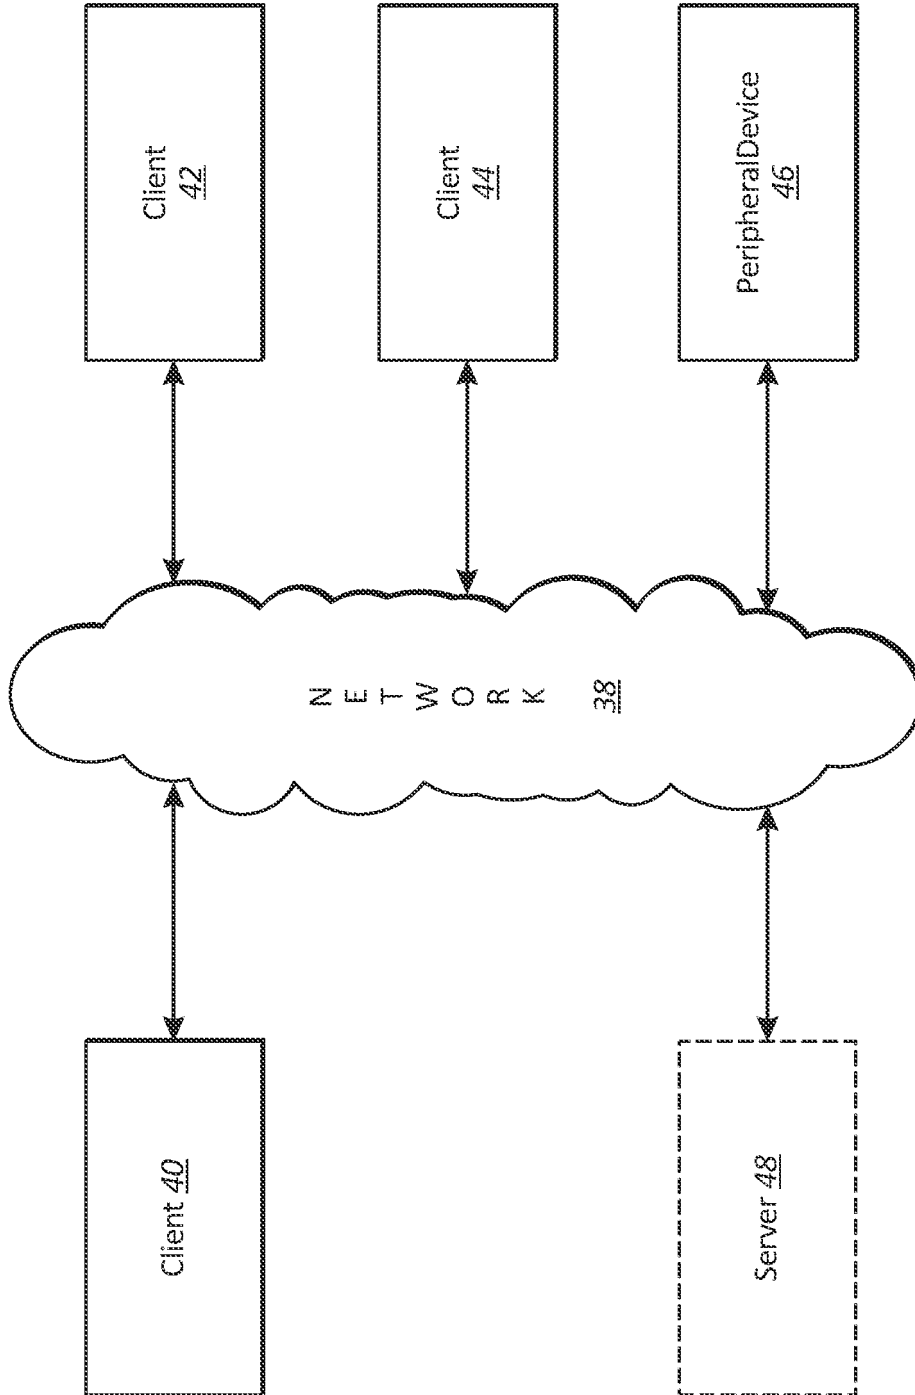 Client 40
N
E
T
W
O
R
K
38
Client
42
Client
44
PeripheralDevice
46
Server 48